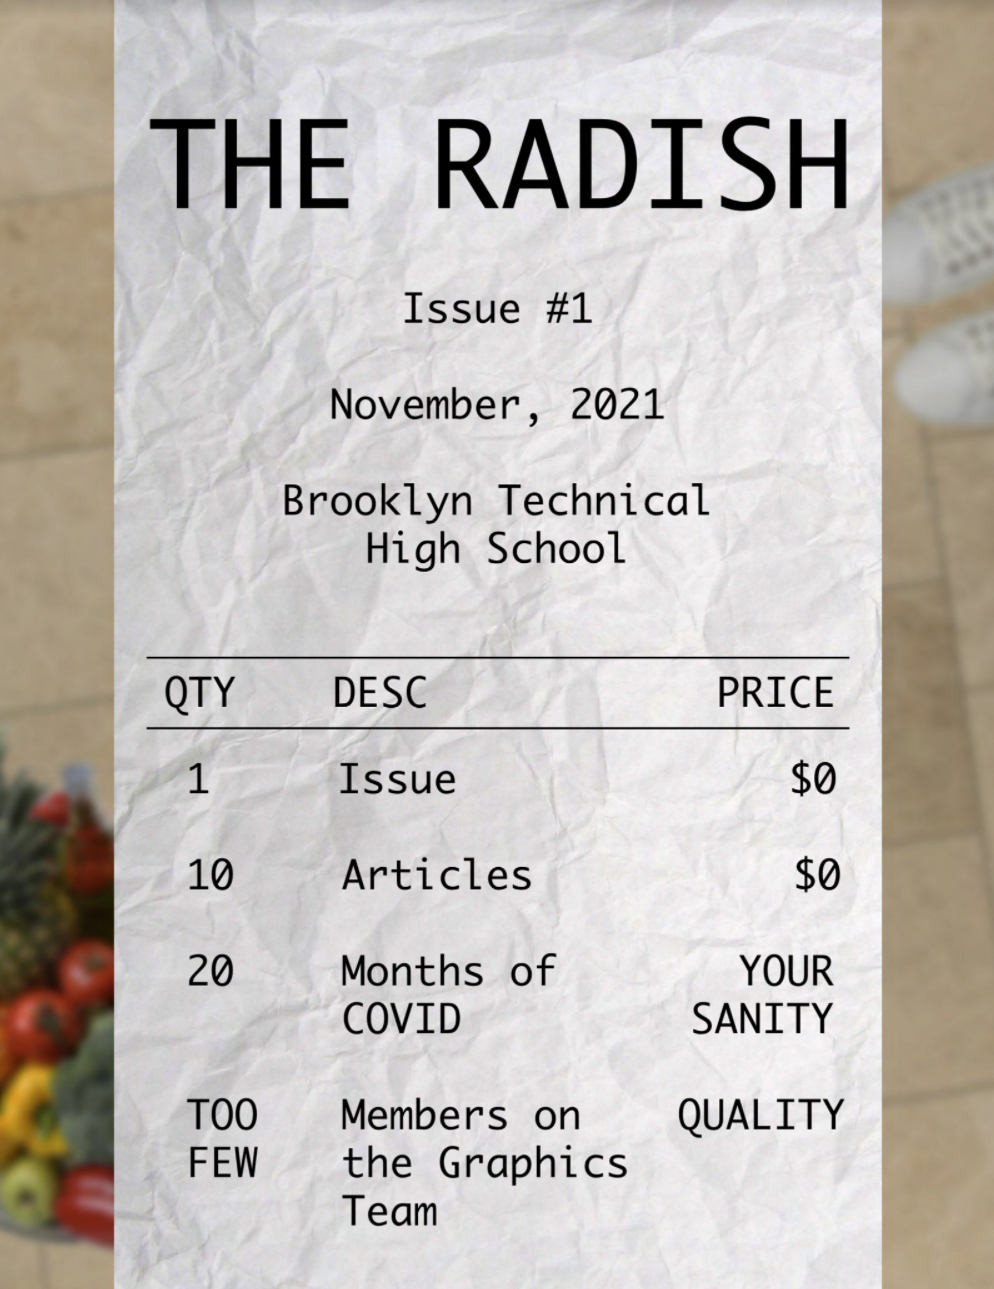 THE RADISH
Issue #1
November, 2021
Brooklyn Technical
High School
QTY DESC PRICE
1 Issue $0
10 Articles $0
20 Months of YOUR
COVID SANITY
TOO Members on QUALITY
FEW the Graphics
Team